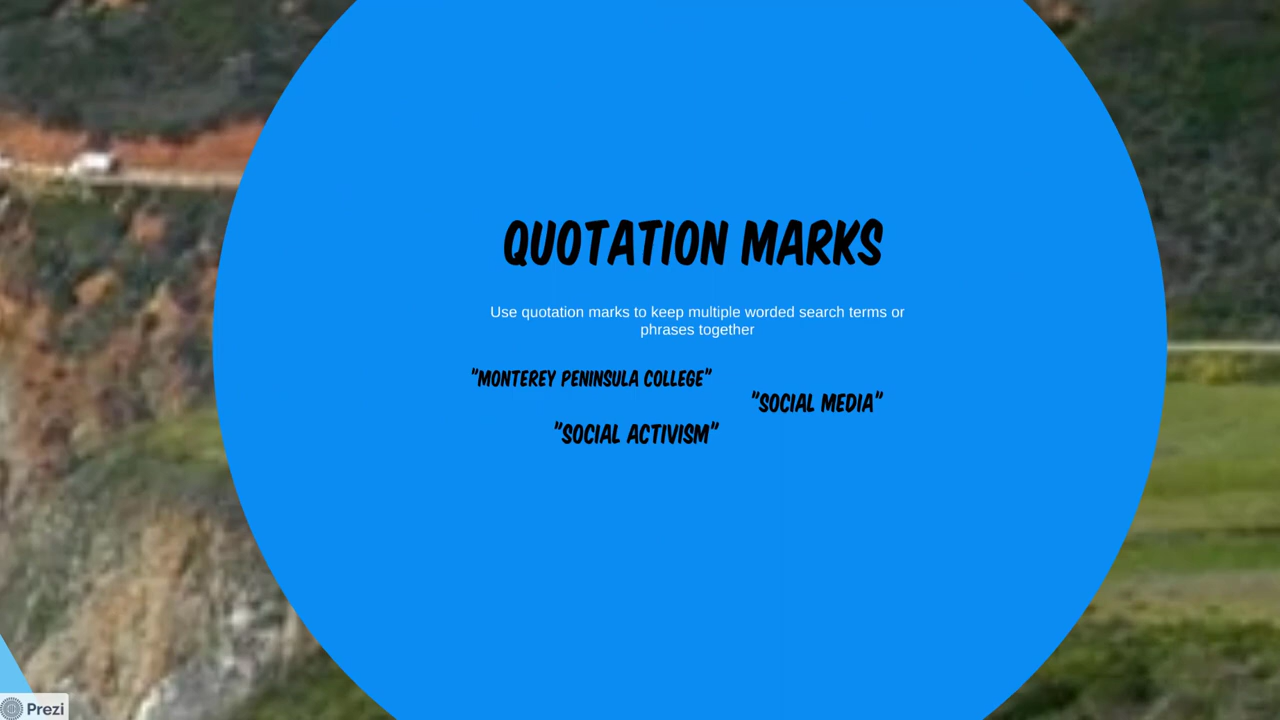 QUOTATION MARKS
Use quotation marks to keep multiple worded search terms or
phrases together
"MONTEREY PENINSULA COLLEGE"
"SOCIAL MEDIA"
"SOCIAL ACTIVISM"
Prezi